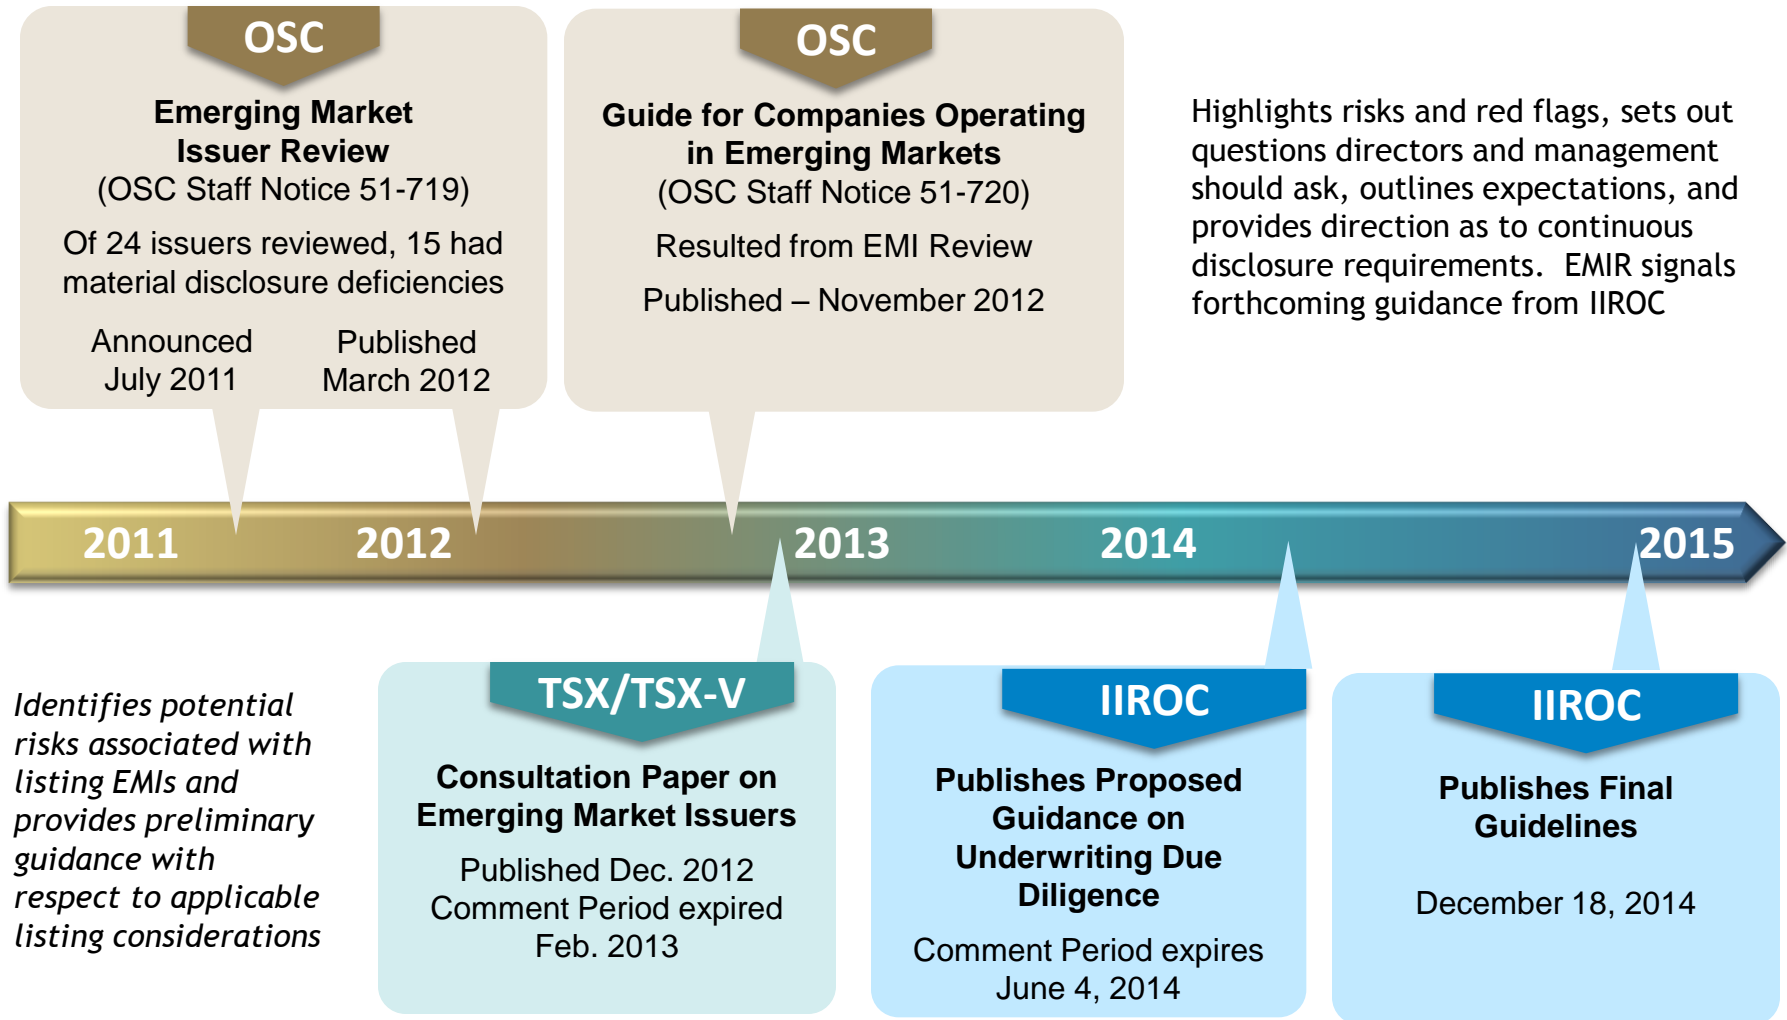 OSC
Emerging Market
Issuer Review
(OSC Staff Notice 51-719)
Of 24 issuers reviewed, 15 had
material disclosure deficiencies
Announced
July 2011
Published
March 2012
OSC
Guide for Companies Operating
in Emerging Markets
(OSC Staff Notice 51-720)
Resulted from EMI Review
Published – November 2012
Highlights risks and red flags, sets out
questions directors and management
should ask, outlines expectations, and
provides direction as to continuous
disclosure requirements.  EMIR signals
forthcoming guidance from IIROC
2011
2012
2013
2014
2015
Identifies potential
risks associated with
listing EMIs and
provides preliminary
guidance with
respect to applicable
listing considerations
TSX/TSX-V
Consultation Paper on
Emerging Market Issuers
Published Dec. 2012
Comment Period expired
Feb. 2013
IIROC
Publishes Proposed
Guidance on
Underwriting Due
Diligence
Comment Period expires
June 4, 2014
IIROC
Publishes Final
Guidelines
December 18, 2014